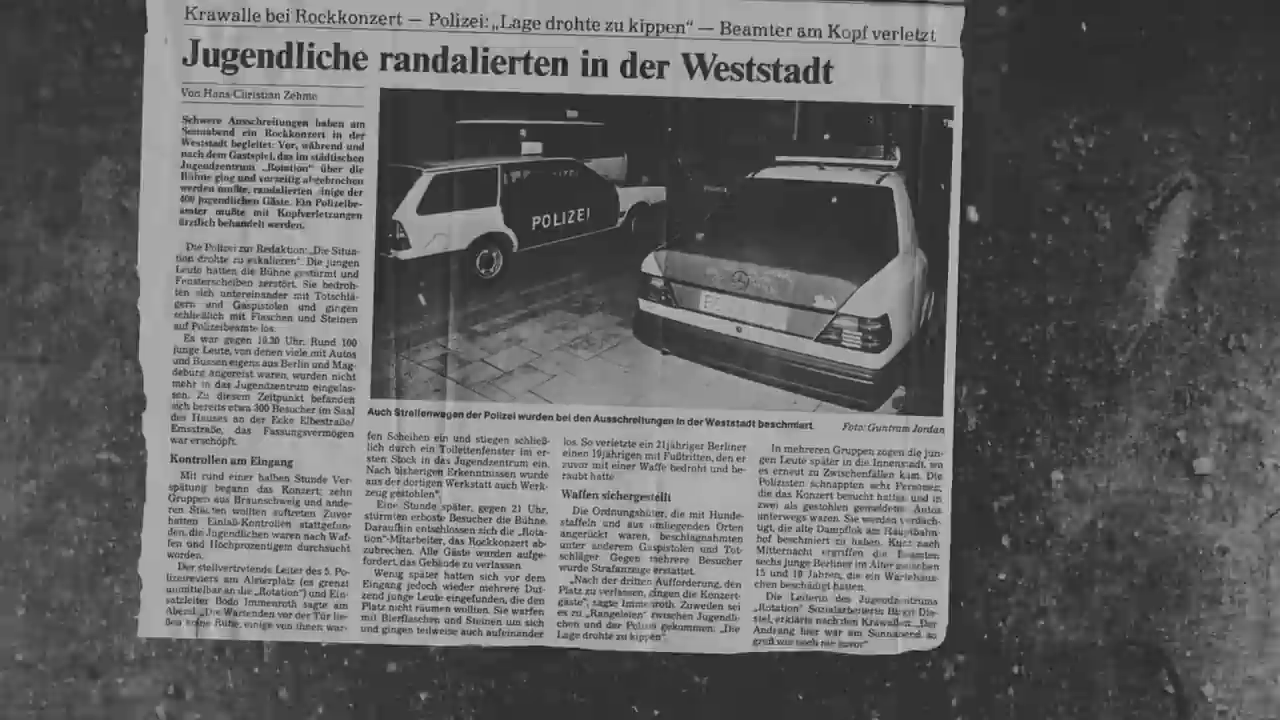 Krawalle bei Rockkonzert – Polizei: „Lage drohte zu kippen“ – Beamter am Kopf verletzt
Jugendliche randalierten in der Weststadt
Von Hans-Christian Zehme
Schwere Ausschreitungen haben am
Sonnabend ein Rockkonzert in der
Weststadt begleitet: Vor, während und
nach dem Gastspiel, das im städtischen
Jugendzentrum „Rotation“ über die
Bühne ging und vorzeitig abgebrochen
werden mußte, randalierten einige der
400 jugendlichen Gäste. Ein Polizeibe-
amter mußte mit Kopfverletzungen
ärztlich behandelt werden.
Die Polizei zur Redaktion: „Die Situa-
tion drohte zu eskalieren“. Die jungen
Leute hatten die Bühne gestürmt und
Fensterscheiben zerstört. Sie bedroh-
ten sich untereinander mit Totschlä-
gern und Gaspistolen und gingen
schließlich mit Flaschen und Steinen
auf Polizeibeamte los.
Es war gegen 19.30 Uhr. Rund 100
junge Leute, von denen viele mit Autos
und Bussen eigens aus Berlin und Mag-
deburg angereist waren, wurden nicht
mehr in das Jugendzentrum eingelas-
sen. Zu diesem Zeitpunkt befanden
sich bereits etwa 300 Besucher im Saal
des Hauses an der Ecke Elbestraße/
Emsstraße, das Fassungsvermögen
war erschöpft.
Kontrollen am Eingang
Mit rund einer halben Stunde Ver-
spätung begann das Konzert; zehn
Gruppen aus Braunschweig und ande-
ren Städten wollten auftreten. Zuvor
hatten Einlaß-Kontrollen stattgefun-
den, die Jugendlichen waren nach Waf-
fen und Hochprozentigem durchsucht
worden.
Der stellvertretende Leiter des 5. Po-
lizeireviers am Alsterplatz (es grenzt
unmittelbar an die „Rotation“) und Ein-
satzleiter Bodo Immenroth sagte am
Abend: „Die Wartenden vor der Tür lie-
ßen keine Ruhe, einige von ihnen war-
POLIZEI
Auch Streifenwagen der Polizei wurden bei den Ausschreitungen in der Weststadt beschmiert.
Foto: Guntram Jordan
fen Scheiben ein und stiegen schließ-
lich durch ein Toilettenfenster im er-
sten Stock in das Jugendzentrum ein.
Nach bisherigen Erkenntnissen wurde
aus der dortigen Werkstatt auch Werk-
zeug gestohlen“.
Eine Stunde später, gegen 21 Uhr,
stürmten erboste Besucher die Bühne.
Daraufhin entschlossen sich die „Rota-
tion“-Mitarbeiter, das Rockkonzert ab-
zubrechen. Alle Gäste wurden aufge-
fordert, das Gebäude zu verlassen.
Wenig später hatten sich vor dem
Eingang jedoch wieder mehrere Dut-
zend junge Leute eingefunden, die den
Platz nicht räumen wollten. Sie warfen
mit Bierflaschen und Steinen um sich
und gingen teilweise auch aufeinander
los. So verletzte ein 21jähriger Berliner
einen 19jährigen mit Fußtritten, den er
zuvor mit einer Waffe bedroht und be-
raubt hatte.
Waffen sichergestellt
Die Ordnungshüter, die mit Hunde-
staffeln und aus umliegenden Orten
angerückt waren, beschlagnahmten
unter anderem Gaspistolen und Tot-
schläger. Gegen mehrere Besucher
wurde Strafanzeige erstattet.
„Nach der dritten Aufforderung, den
Platz zu verlassen, gingen die Konzert-
gäste“, sagte Immenroth. Zuweilen sei
es zu „Rangeleien“ zwischen Jugendli-
chen und der Polizei gekommen: „Die
Lage drohte zu kippen“.
In mehreren Gruppen zogen die jun-
gen Leute später in die Innenstadt, wo
es erneut zu Zwischenfällen kam. Die
Polizisten schnappten acht Personen,
die das Konzert besucht hatten und in
zwei als gestohlen gemeldeten Autos
unterwegs waren. Sie werden verdäch-
tigt, die alte Dampflok am Hauptbahn-
hof beschmiert zu haben. Kurz nach
Mitternacht ergriffen die Beamten
sechs junge Berliner im Alter zwischen
15 und 19 Jahren, die ein Wartehäus-
chen beschädigt hatten.
Die Leiterin des Jugendzentrums
„Rotation“ Sozialarbeiterin Birgit Die-
stel, erklärte nach den Krawallen: „Der
Andrang hier war am Sonnabend so
groß wie noch nie zuvor“.